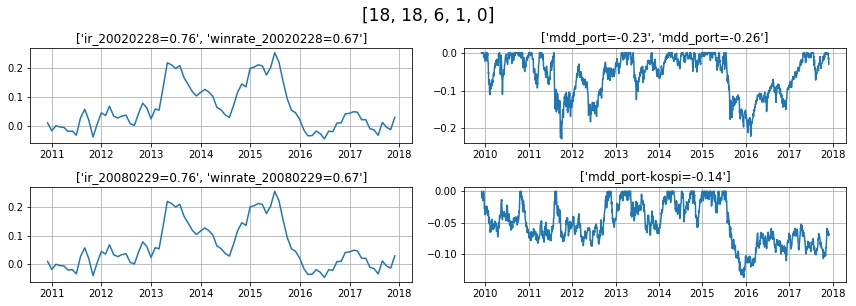 [18, 18, 6, 1, 0]
['ir_20020228=0.76', 'winrate_20020228=0.67']
0.2
0.1
0.0
2011 2012 2013 2014 2015 2016 2017 2018
['mdd_port=-0.23', 'mdd_port=-0.26']
0.0
−0.1
−0.2
2010 2011 2012 2013 2014 2015 2016 2017 2018
['ir_20080229=0.76', 'winrate_20080229=0.67']
0.2
0.1
0.0
2011 2012 2013 2014 2015 2016 2017 2018
['mdd_port-kospi=-0.14']
0.00
−0.05
−0.10
2010 2011 2012 2013 2014 2015 2016 2017 2018